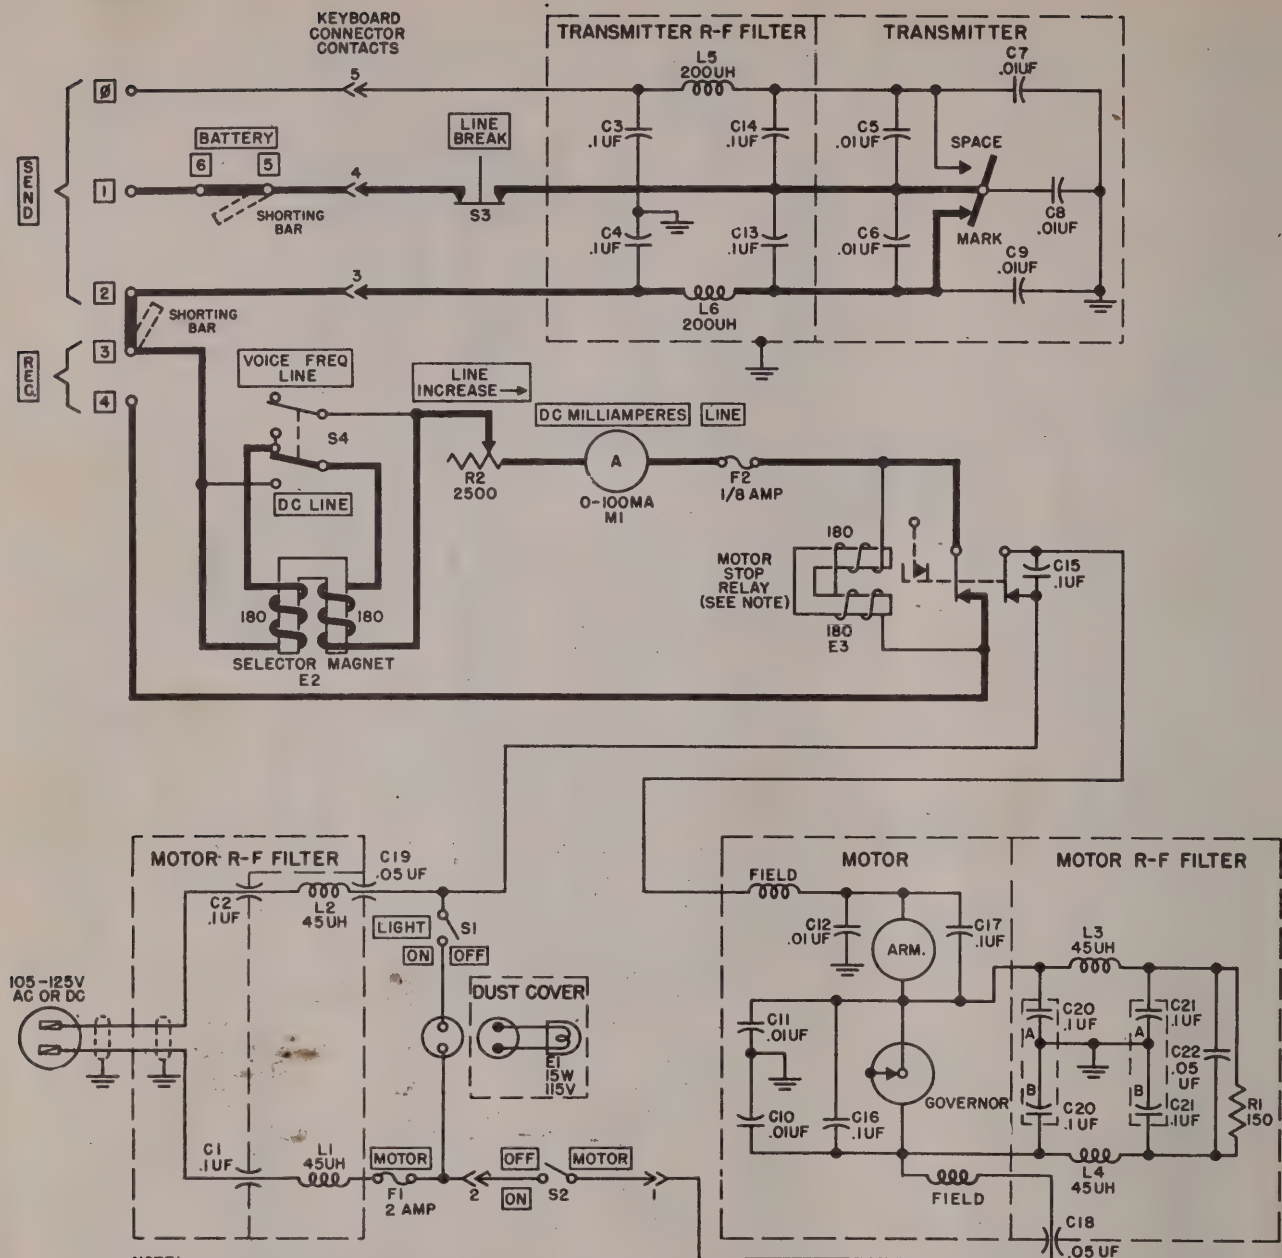 KEYBOARD
CONNECTOR
CONTACTS
TRANSMITTER R-F FILTER
TRANSMITTER
SEND
Ø
5
L5
200UH
C7
.01UF
BATTERY
6
5
LINE
BREAK
C3
.1UF
C14
.1UF
C5
.01UF
SPACE
1
4
SHORTING
BAR
S3
C4
.1UF
C13
.1UF
C6
.01UF
MARK
C8
.01UF
C9
.01UF
2
3
L6
200UH
SHORTING
BAR
REC.
3
4
VOICE FREQ
LINE
S4
DC LINE
LINE
INCREASE→
R2
2500
DC MILLIAMPERES
LINE
A
0-100MA
M1
F2
1/8 AMP
180
180
SELECTOR MAGNET
E2
MOTOR
STOP
RELAY
(SEE NOTE)
180
180
E3
C15
.1UF
MOTOR R-F FILTER
C19
.05 UF
C2
.1UF
L2
45UH
LIGHT
S1
ON
OFF
105-125V
AC OR DC
DUST COVER
E1
15W
115V
C1
.1UF
L1
45UH
MOTOR
F1
2 AMP
2
OFF
ON
S2
MOTOR
1
MOTOR
MOTOR R-F FILTER
FIELD
C12
.01UF
ARM.
C17
.1UF
L3
45UH
C11
.01UF
C20
.1UF
A
C21
.1UF
A
C22
.05
UF
GOVERNOR
C10
.01UF
C16
.1UF
B
C20
.1UF
B
C21
.1UF
R1
150
L4
45UH
FIELD
C18
.05 UF